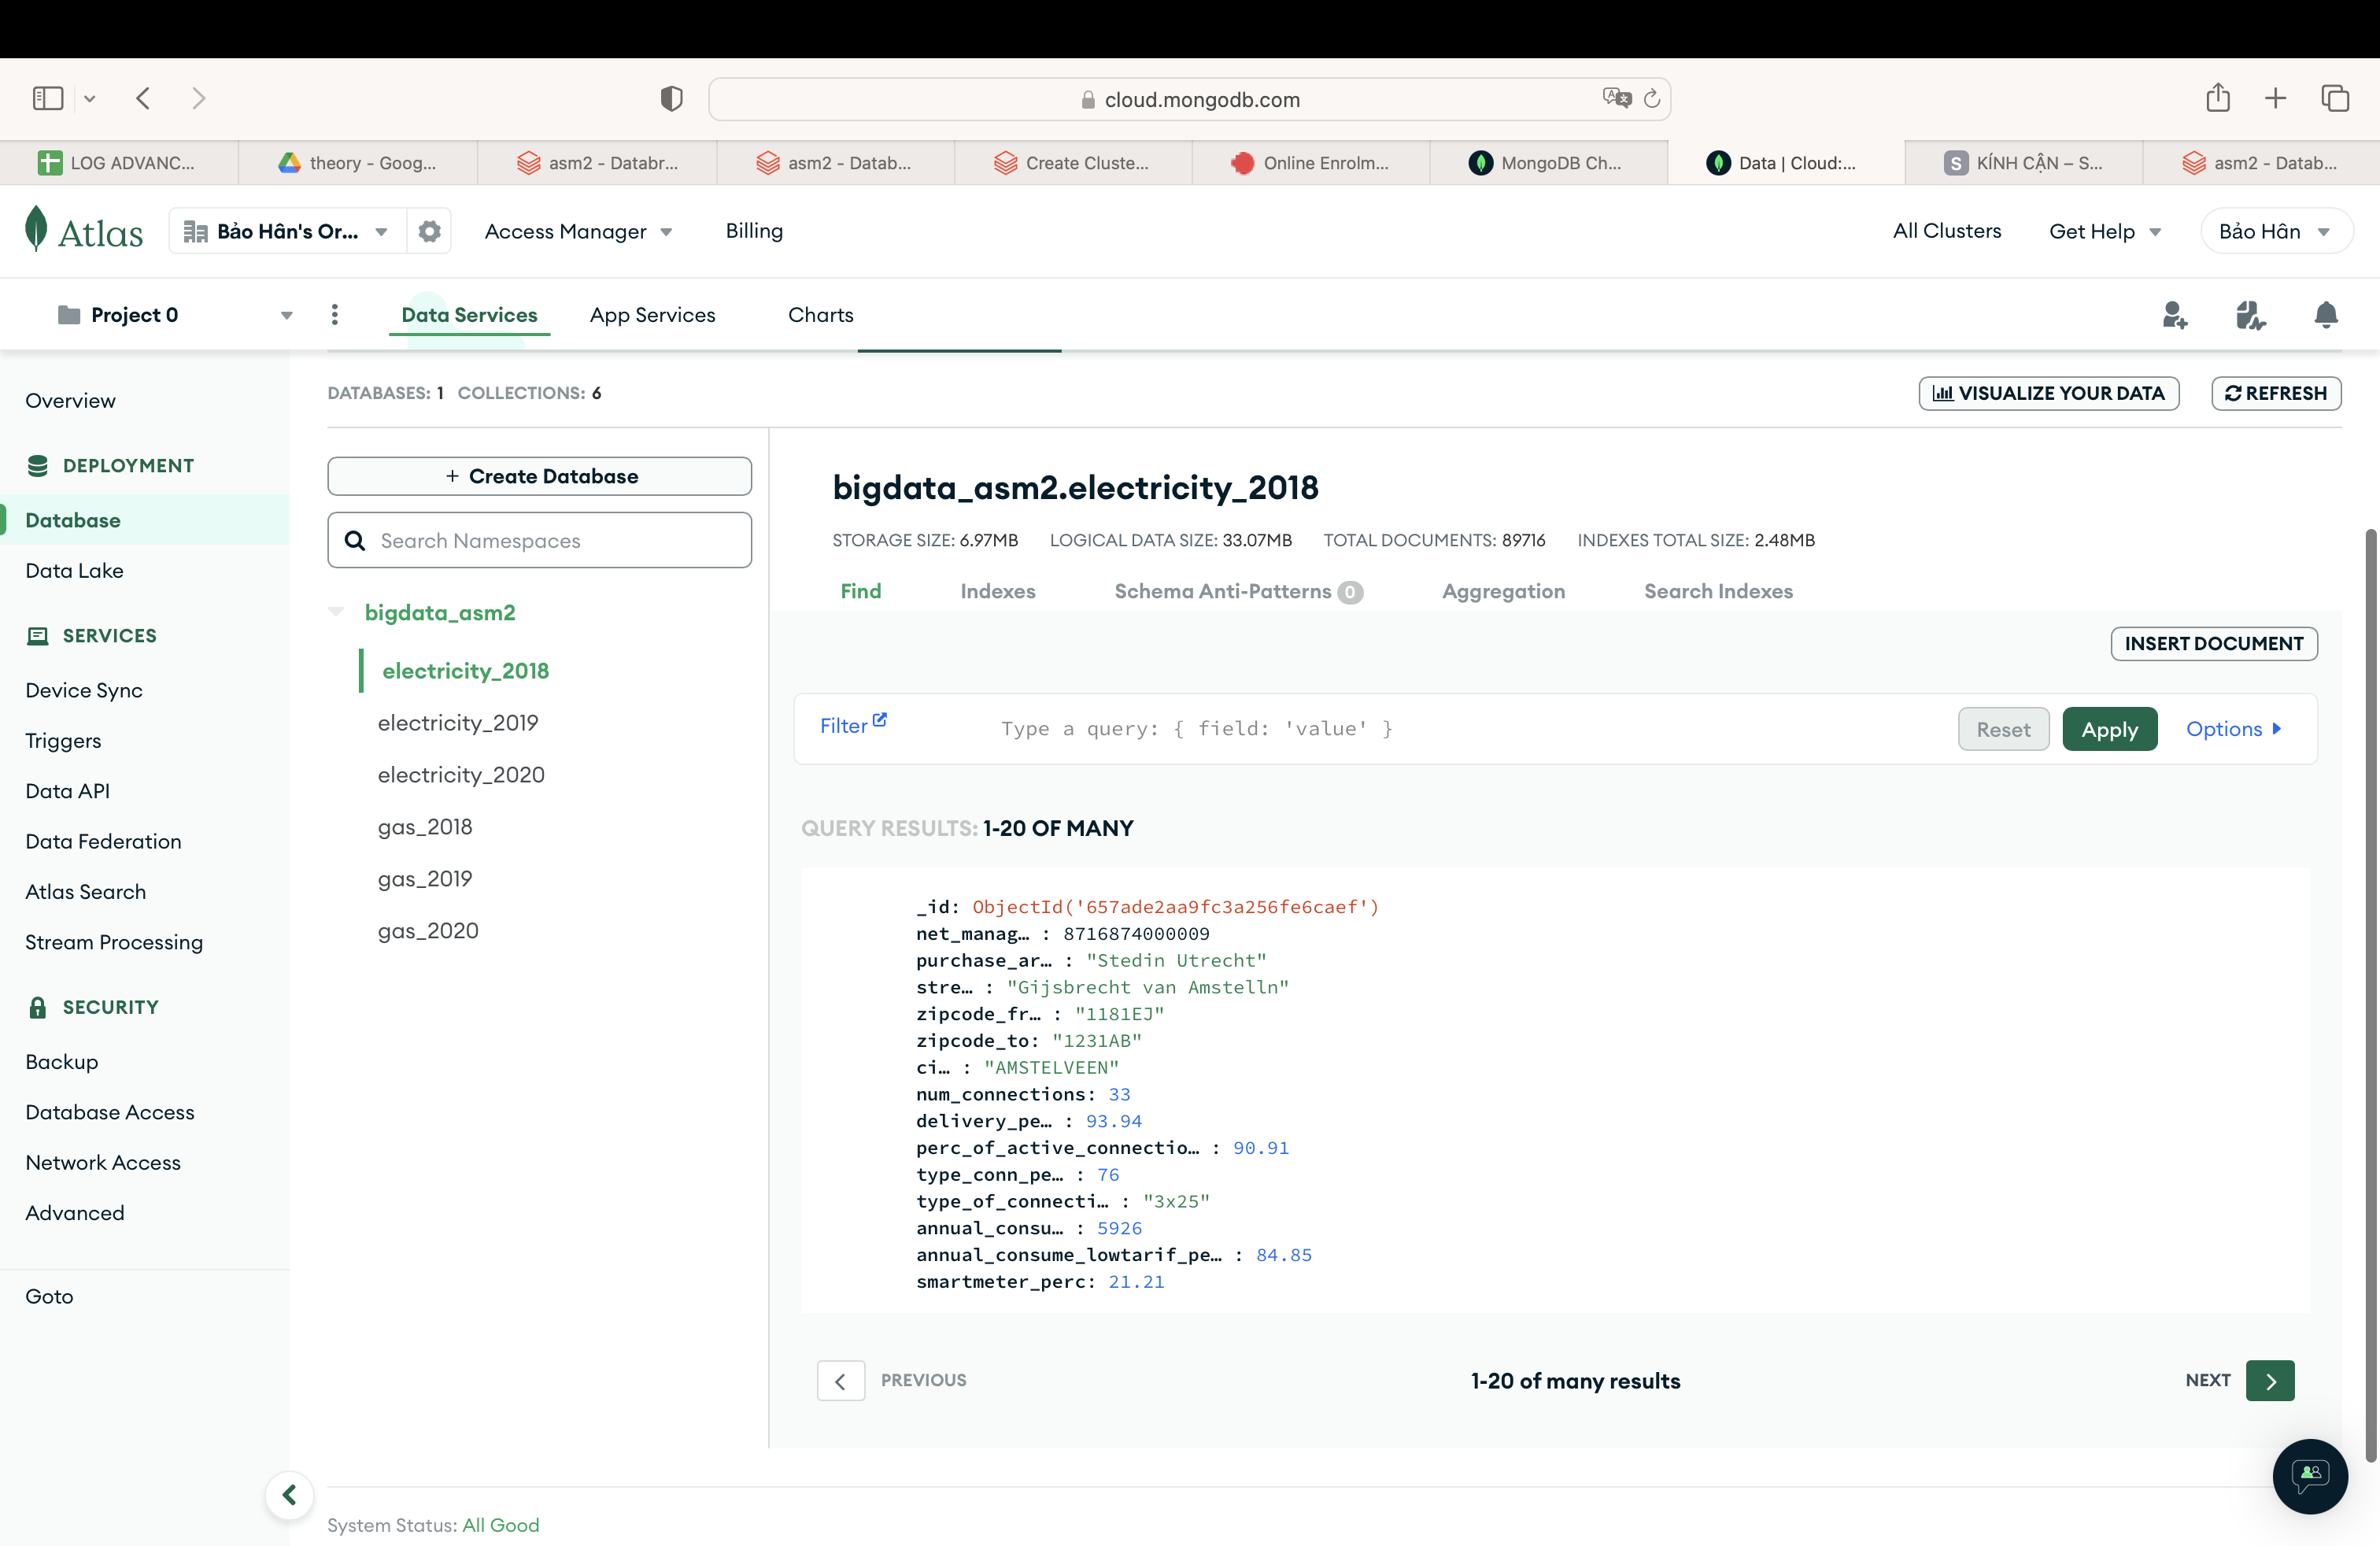 cloud.mongodb.com
LOG ADVANC...
theory - Goog...
asm2 - Databr...
asm2 - Datab...
Create Cluste...
Online Enrolm...
MongoDB Ch...
Data | Cloud:...
S KÍNH CẬN – S...
asm2 - Datab...
Atlas
Bảo Hân's Or...
Access Manager
Billing
All Clusters
Get Help
Bảo Hân
Project 0
Data Services
App Services
Charts
Overview
DEPLOYMENT
Database
Data Lake
SERVICES
Device Sync
Triggers
Data API
Data Federation
Atlas Search
Stream Processing
SECURITY
Backup
Database Access
Network Access
Advanced
Goto
DATABASES: 1 COLLECTIONS: 6
VISUALIZE YOUR DATA
REFRESH
+ Create Database
Search Namespaces
bigdata_asm2
electricity_2018
electricity_2019
electricity_2020
gas_2018
gas_2019
gas_2020
bigdata_asm2.electricity_2018
STORAGE SIZE: 6.97MB LOGICAL DATA SIZE: 33.07MB TOTAL DOCUMENTS: 89716 INDEXES TOTAL SIZE: 2.48MB
Find
Indexes
Schema Anti-Patterns 0
Aggregation
Search Indexes
INSERT DOCUMENT
Filter
Type a query: { field: 'value' }
Reset
Apply
Options
QUERY RESULTS: 1-20 OF MANY
_id: ObjectId('657ade2aa9fc3a256fe6caef')
net_manag… : 8716874000009
purchase_ar… : "Stedin Utrecht"
stre… : "Gijsbrecht van Amstelln"
zipcode_fr… : "1181EJ"
zipcode_to: "1231AB"
ci… : "AMSTELVEEN"
num_connections: 33
delivery_pe… : 93.94
perc_of_active_connectio… : 90.91
type_conn_pe… : 76
type_of_connecti… : "3x25"
annual_consu… : 5926
annual_consume_lowtarif_pe… : 84.85
smartmeter_perc: 21.21
PREVIOUS
1-20 of many results
NEXT
System Status: All Good